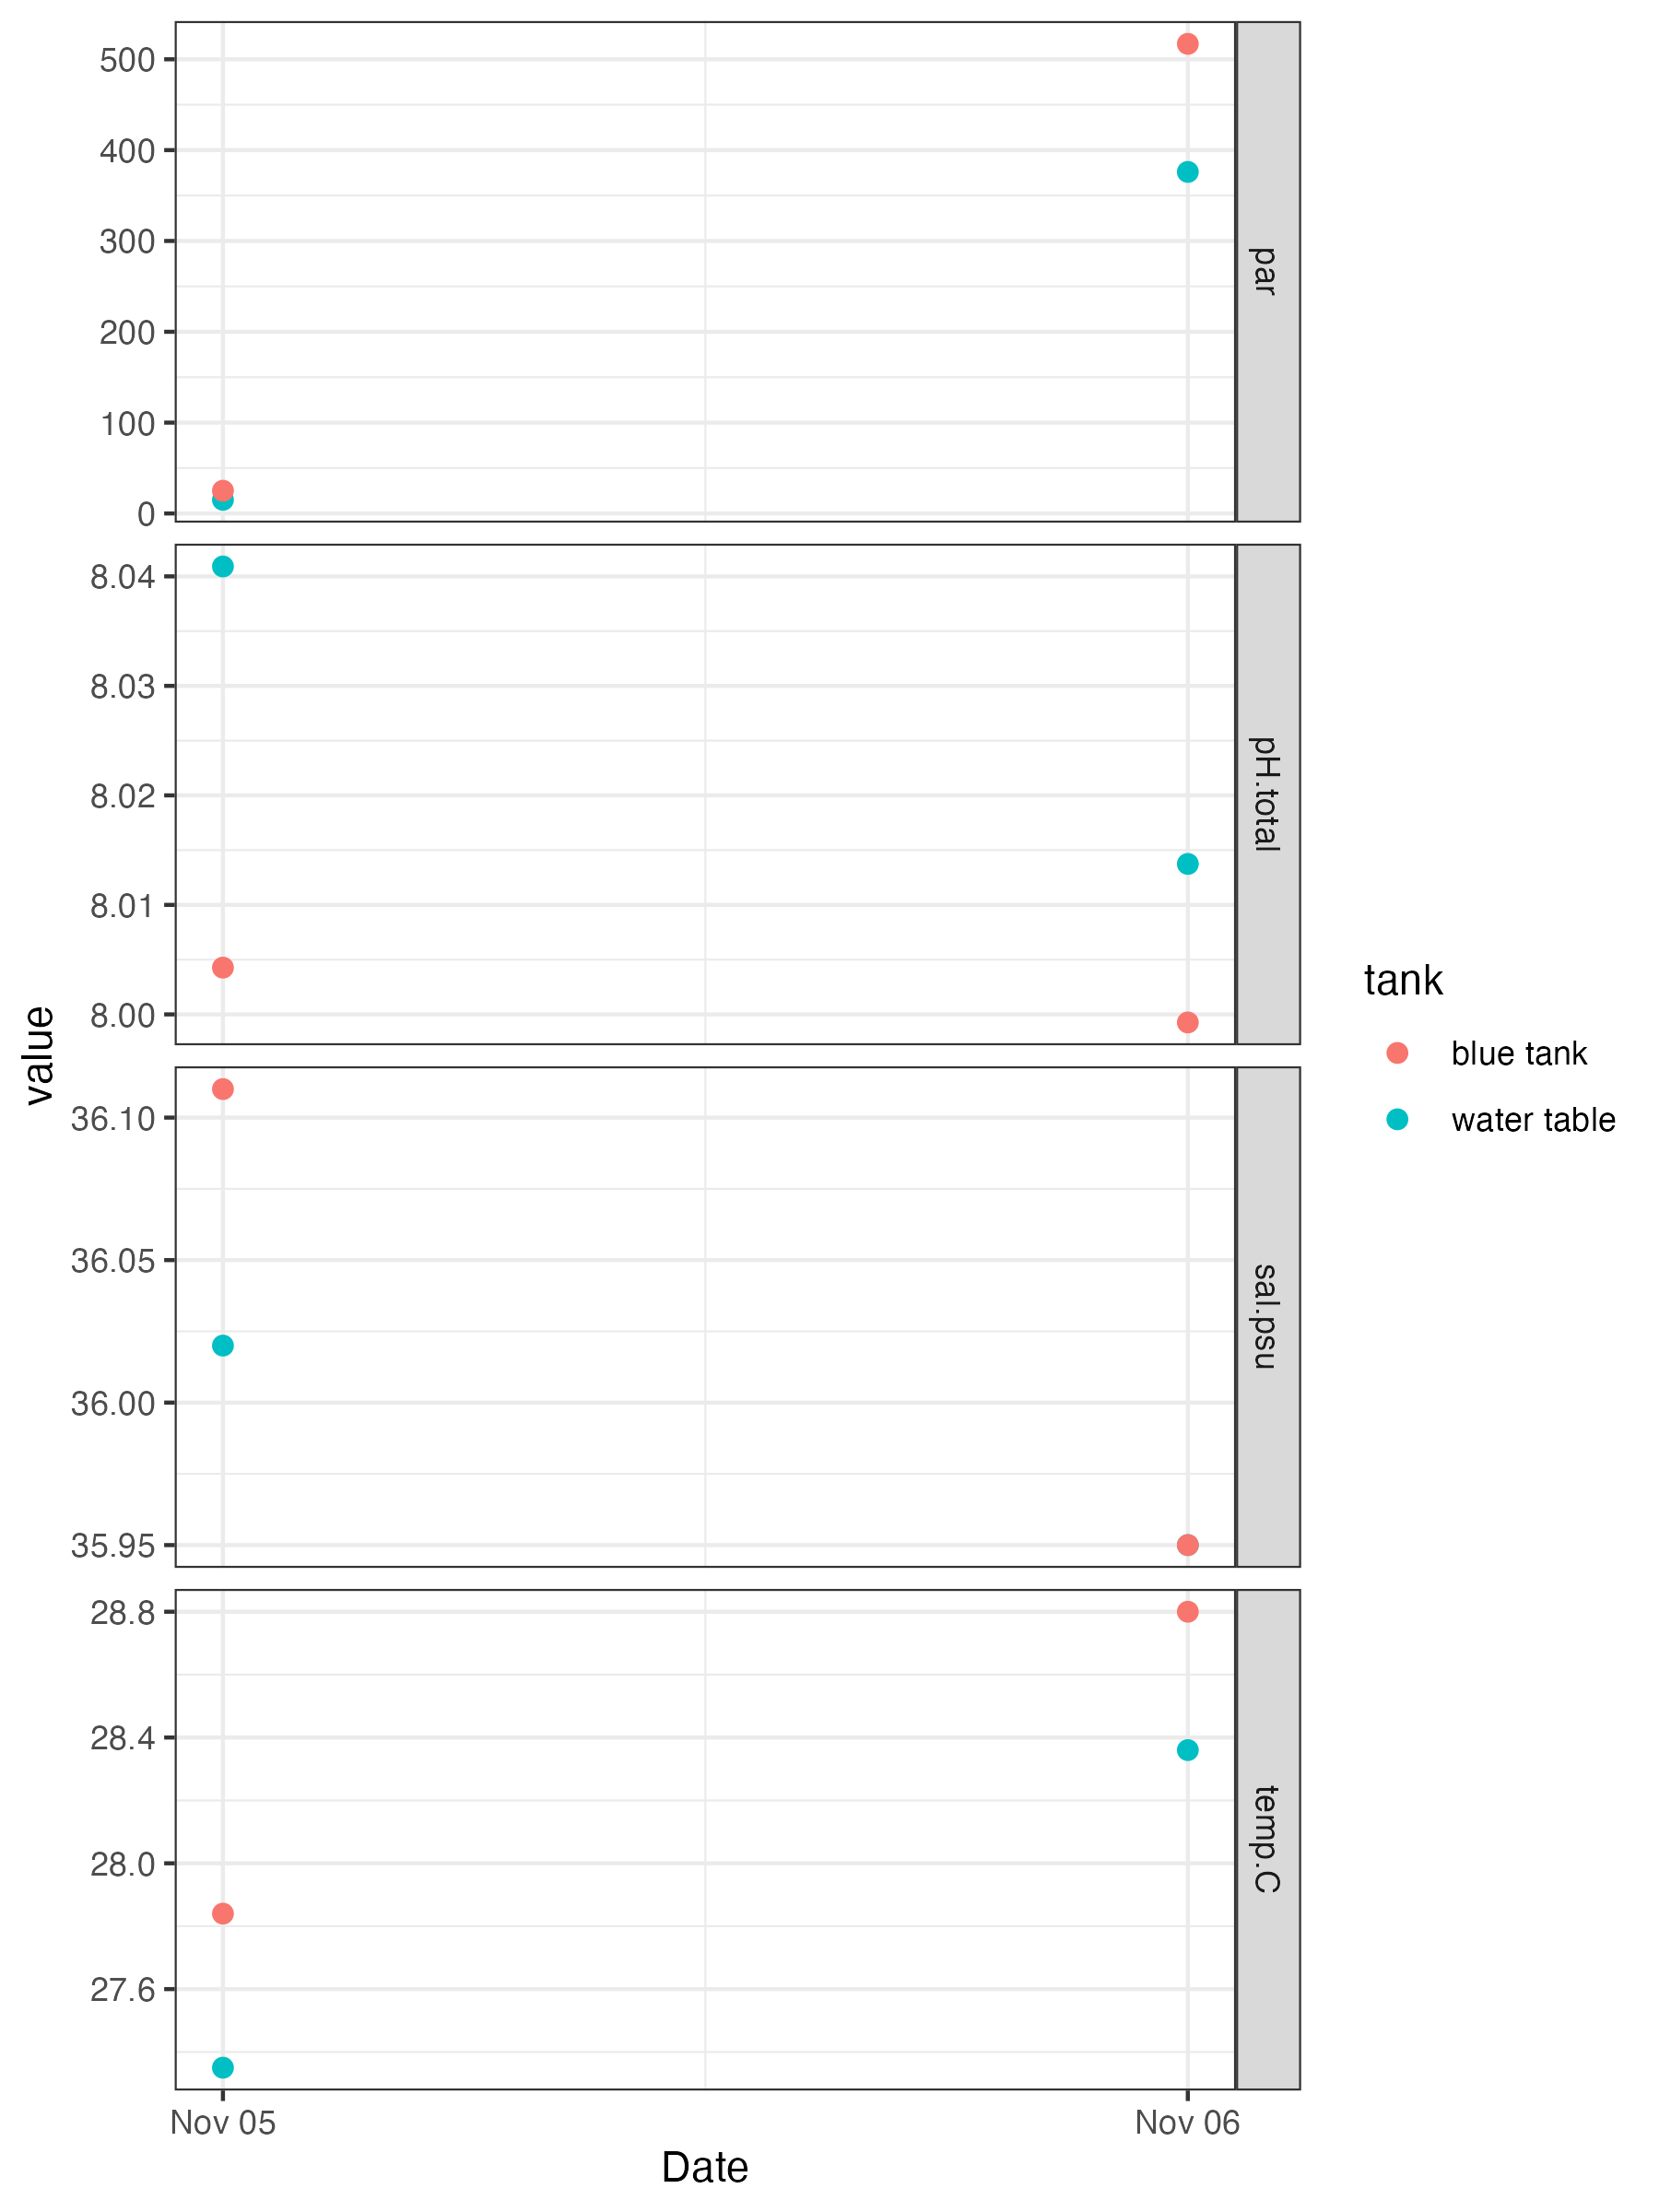 500
400
300
200
100
0
par
8.04
8.03
8.02
8.01
8.00
pH.total
36.10
36.05
36.00
35.95
sal.psu
28.8
28.4
28.0
27.6
temp.C
Nov 05
Nov 06
Date
value
tank
blue tank
water table